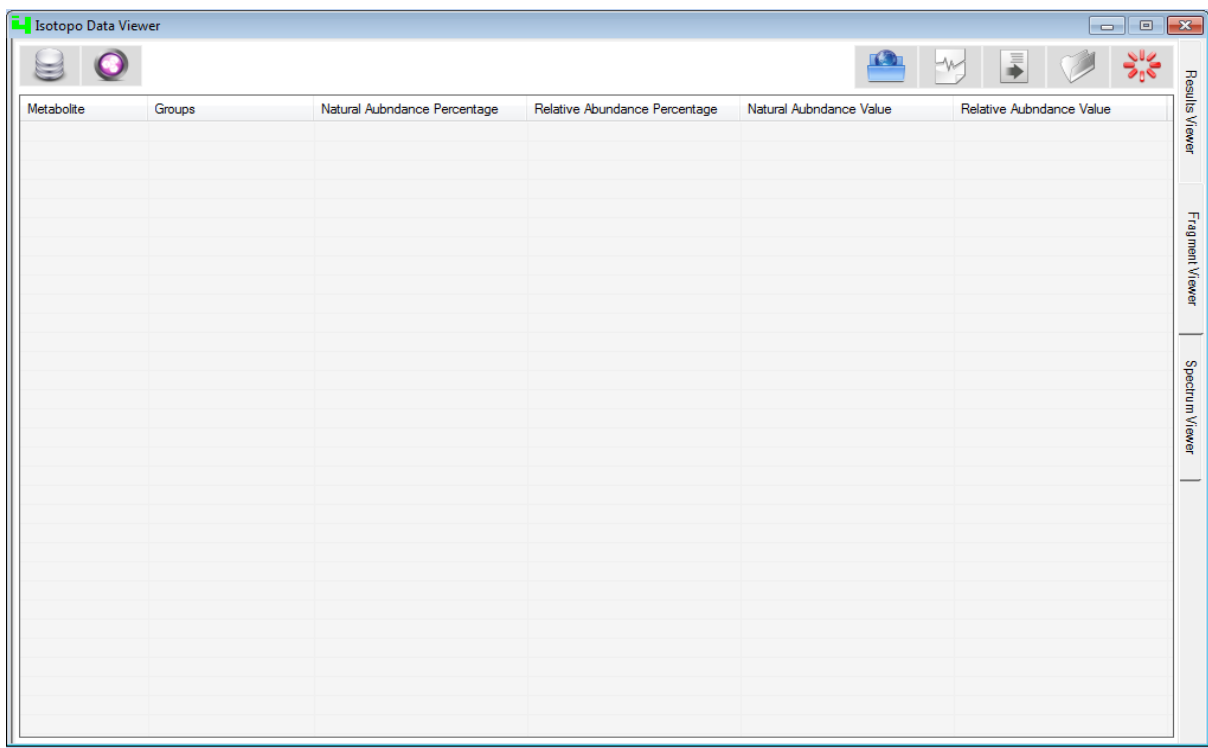 Isotopo Data Viewer
Metabolite Groups Natural Aubndance Percentage Relative Abundance Percentage Natural Aubndance Value Relative Aubndance Value
Results Viewer
Fragment Viewer
Spectrum Viewer